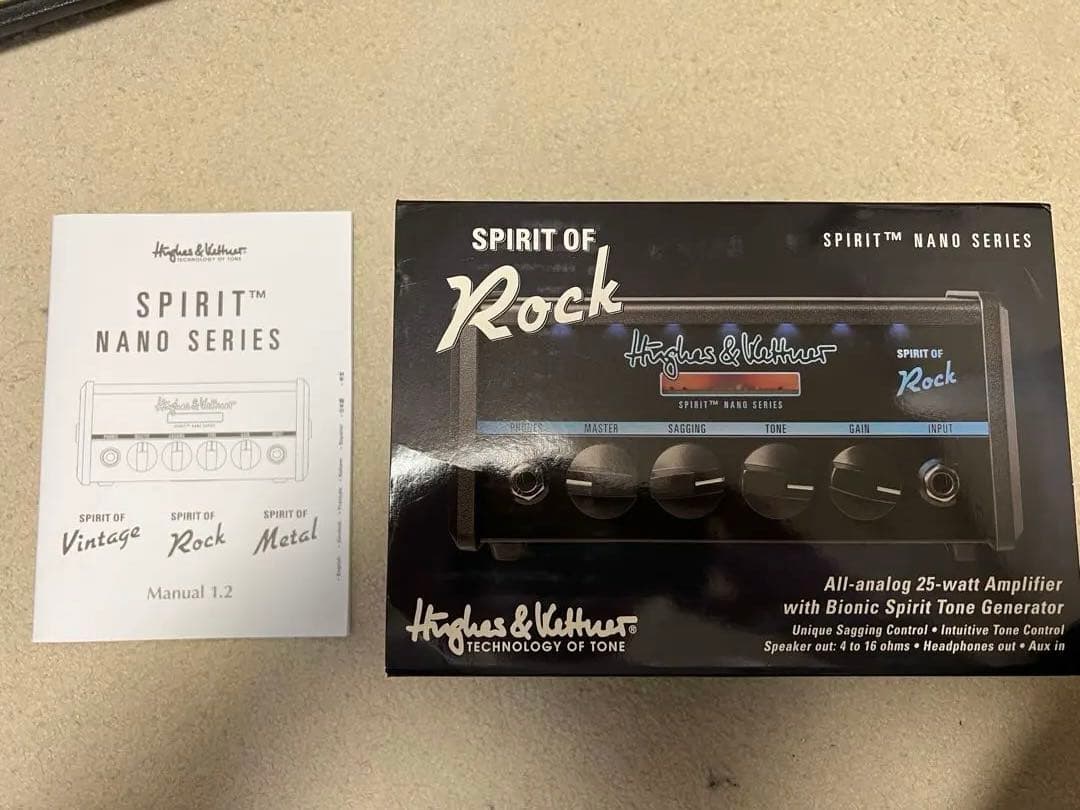 Hughes & Kettner
TECHNOLOGY OF TONE
SPIRIT™
NANO SERIES
Hughes & Kettner
SPIRIT OF
Vintage
SPIRIT OF
Rock
SPIRIT OF
Metal
Manual 1.2
SPIRIT OF
Rock
SPIRIT™ NANO SERIES
Hughes & Kettner
SPIRIT™ NANO SERIES
SPIRIT OF
Rock
PHONES MASTER SAGGING TONE GAIN INPUT
All-analog 25-watt Amplifier
with Bionic Spirit Tone Generator
Unique Sagging Control • Intuitive Tone Control
Speaker out: 4 to 16 ohms • Headphones out • Aux in
Hughes & Kettner®
TECHNOLOGY OF TONE